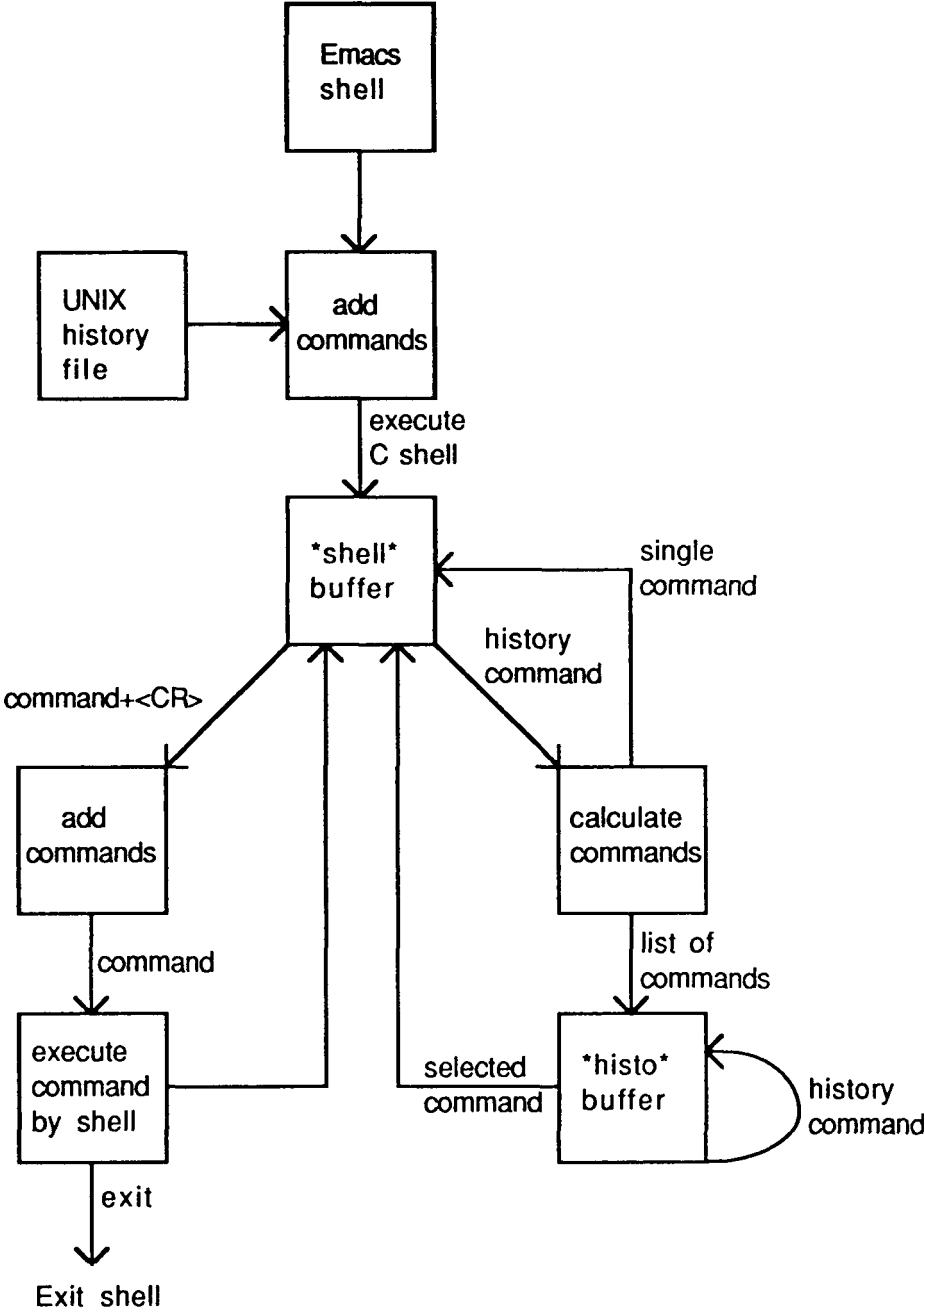 Emacs
shell
UNIX
history
file
add
commands
execute
C shell
*shell*
buffer
single
command
history
command
command+<CR>
add
commands
calculate
commands
command
list of
commands
execute
command
by shell
selected
command
*histo*
buffer
history
command
exit
Exit shell